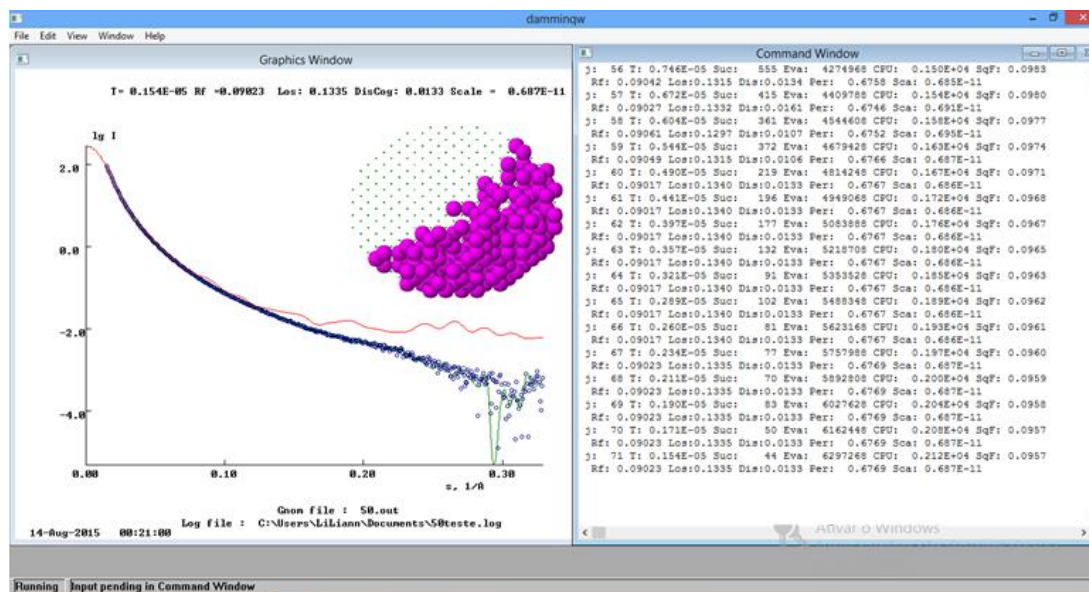 damminqw
File Edit View Window Help
Graphics Window
T= 0.154E-05 Rf =0.09023 Los: 0.1335 DisCog: 0.0133 Scale = 0.687E-11
lg I
2.0
0.0
-2.0
-4.0
0.00 0.10 0.20 0.30
s, 1/A
Gnom file : 50.out
Log file : C:\Users\LiLiann\Documents\50teste.log
14-Aug-2015 00:21:00
Command Window
j: 56 T: 0.746E-05 Suc: 555 Eva: 4274968 CPU: 0.150E+04 SqF: 0.0983
Rf: 0.09042 Los:0.1315 Dis:0.0134 Per: 0.6758 Sca: 0.686E-11
j: 57 T: 0.672E-05 Suc: 415 Eva: 4409788 CPU: 0.154E+04 SqF: 0.0980
Rf: 0.09027 Los:0.1332 Dis:0.0161 Per: 0.6746 Sca: 0.691E-11
j: 58 T: 0.604E-05 Suc: 361 Eva: 4544608 CPU: 0.158E+04 SqF: 0.0977
Rf: 0.09061 Los:0.1297 Dis:0.0107 Per: 0.6752 Sca: 0.695E-11
j: 59 T: 0.544E-05 Suc: 372 Eva: 4679428 CPU: 0.163E+04 SqF: 0.0974
Rf: 0.09049 Los:0.1315 Dis:0.0106 Per: 0.6766 Sca: 0.687E-11
j: 60 T: 0.490E-05 Suc: 219 Eva: 4814248 CPU: 0.167E+04 SqF: 0.0971
Rf: 0.09017 Los:0.1340 Dis:0.0133 Per: 0.6767 Sca: 0.686E-11
j: 61 T: 0.441E-05 Suc: 196 Eva: 4949068 CPU: 0.172E+04 SqF: 0.0968
Rf: 0.09017 Los:0.1340 Dis:0.0133 Per: 0.6767 Sca: 0.686E-11
j: 62 T: 0.397E-05 Suc: 177 Eva: 5083888 CPU: 0.176E+04 SqF: 0.0967
Rf: 0.09017 Los:0.1340 Dis:0.0133 Per: 0.6767 Sca: 0.686E-11
j: 63 T: 0.357E-05 Suc: 132 Eva: 5218708 CPU: 0.180E+04 SqF: 0.0965
Rf: 0.09017 Los:0.1340 Dis:0.0133 Per: 0.6767 Sca: 0.686E-11
j: 64 T: 0.321E-05 Suc: 91 Eva: 5353528 CPU: 0.185E+04 SqF: 0.0963
Rf: 0.09017 Los:0.1340 Dis:0.0133 Per: 0.6767 Sca: 0.686E-11
j: 65 T: 0.289E-05 Suc: 102 Eva: 5488348 CPU: 0.189E+04 SqF: 0.0962
Rf: 0.09017 Los:0.1340 Dis:0.0133 Per: 0.6767 Sca: 0.686E-11
j: 66 T: 0.260E-05 Suc: 81 Eva: 5623168 CPU: 0.193E+04 SqF: 0.0961
Rf: 0.09017 Los:0.1340 Dis:0.0133 Per: 0.6767 Sca: 0.686E-11
j: 67 T: 0.234E-05 Suc: 77 Eva: 5757988 CPU: 0.197E+04 SqF: 0.0960
Rf: 0.09023 Los:0.1335 Dis:0.0133 Per: 0.6769 Sca: 0.687E-11
j: 68 T: 0.211E-05 Suc: 70 Eva: 5892808 CPU: 0.200E+04 SqF: 0.0959
Rf: 0.09023 Los:0.1335 Dis:0.0133 Per: 0.6769 Sca: 0.687E-11
j: 69 T: 0.190E-05 Suc: 83 Eva: 6027628 CPU: 0.204E+04 SqF: 0.0958
Rf: 0.09023 Los:0.1335 Dis:0.0133 Per: 0.6769 Sca: 0.687E-11
j: 70 T: 0.171E-05 Suc: 50 Eva: 6162448 CPU: 0.208E+04 SqF: 0.0957
Rf: 0.09023 Los:0.1335 Dis:0.0133 Per: 0.6769 Sca: 0.687E-11
j: 71 T: 0.154E-05 Suc: 44 Eva: 6297268 CPU: 0.212E+04 SqF: 0.0957
Rf: 0.09023 Los:0.1335 Dis:0.0133 Per: 0.6769 Sca: 0.687E-11
Ativar o Windows
Running Input pending in Command Window